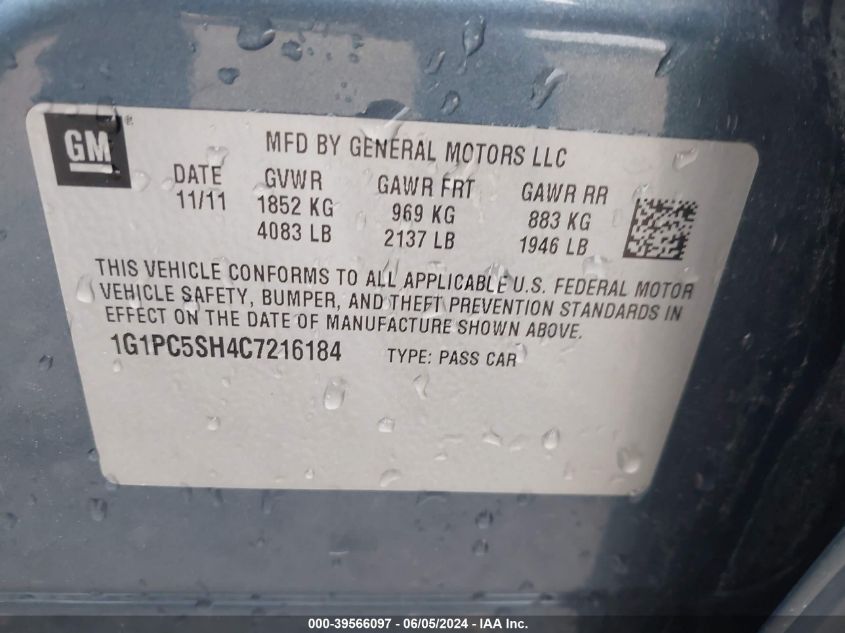 GM
MFD BY GENERAL MOTORS LLC
DATE GVWR GAWR FRT GAWR RR
11/11 1852 KG 969 KG 883 KG
4083 LB 2137 LB 1946 LB
THIS VEHICLE CONFORMS TO ALL APPLICABLE U.S. FEDERAL MOTOR
VEHICLE SAFETY, BUMPER, AND THEFT PREVENTION STANDARDS IN
EFFECT ON THE DATE OF MANUFACTURE SHOWN ABOVE.
1G1PC5SH4C7216184 TYPE: PASS CAR
000-39566097 - 06/05/2024 - IAA Inc.